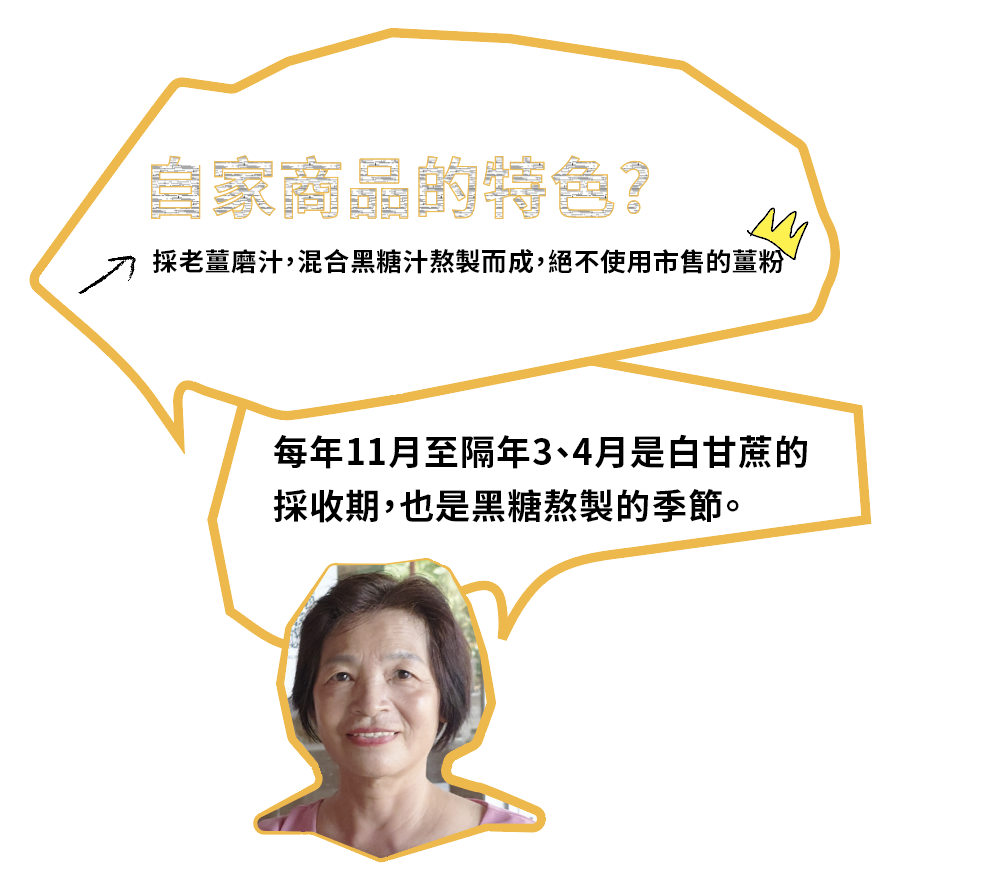 自家商品的特色?
採老薑磨汁，混合黑糖汁熬製而成，絕不使用市售的薑粉
每年11月至隔年3、4月是白甘蔗的
採收期，也是黑糖熬製的季節。